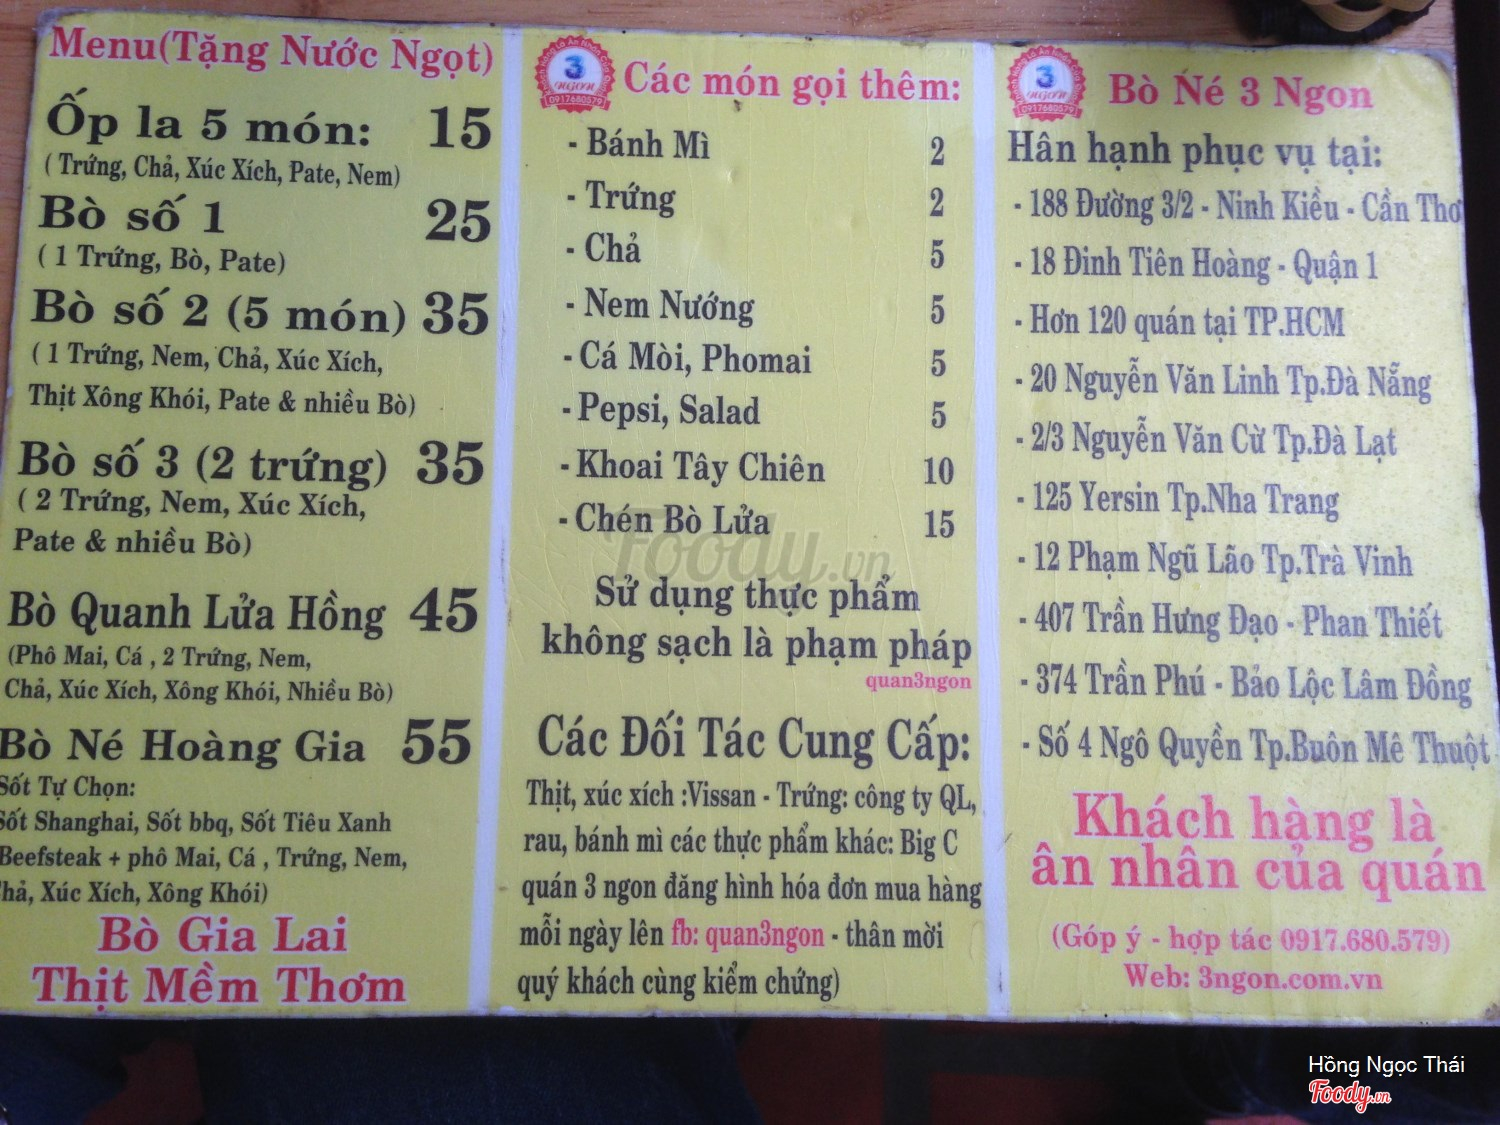 Menu(Tặng Nước Ngọt)
Ốp la 5 món: 15
( Trứng, Chả, Xúc Xích, Pate, Nem)
Bò số 1 25
( 1 Trứng, Bò, Pate)
Bò số 2 (5 món) 35
( 1 Trứng, Nem, Chả, Xúc Xích,
Thịt Xông Khói, Pate & nhiều Bò)
Bò số 3 (2 trứng) 35
( 2 Trứng, Nem, Xúc Xích,
Pate & nhiều Bò)
Bò Quanh Lửa Hồng 45
(Phô Mai, Cá , 2 Trứng, Nem,
Chả, Xúc Xích, Xông Khói, Nhiều Bò)
Bò Né Hoàng Gia 55
Sốt Tự Chọn:
Sốt Shanghai, Sốt bbq, Sốt Tiêu Xanh
Beefsteak + phô Mai, Cá , Trứng, Nem,
hả, Xúc Xích, Xông Khói)
Bò Gia Lai
Thịt Mềm Thơm
3
NGON
0917680579
Các món gọi thêm:
- Bánh Mì 2
- Trứng 2
- Chả 5
- Nem Nướng 5
- Cá Mòi, Phomai 5
- Pepsi, Salad 5
- Khoai Tây Chiên 10
- Chén Bò Lửa 15
Foody.vn
Sử dụng thực phẩm
không sạch là phạm pháp
quan3ngon
Các Đối Tác Cung Cấp:
Thịt, xúc xích :Vissan - Trứng: công ty QL,
rau, bánh mì các thực phẩm khác: Big C
quán 3 ngon đăng hình hóa đơn mua hàng
mỗi ngày lên fb: quan3ngon - thân mời
quý khách cùng kiểm chứng)
3
NGON
0917680579
Bò Né 3 Ngon
Hân hạnh phục vụ tại:
- 188 Đường 3/2 - Ninh Kiều - Cần Thơ
- 18 Đinh Tiên Hoàng - Quận 1
- Hơn 120 quán tại TP.HCM
- 20 Nguyễn Văn Linh Tp.Đà Nẵng
- 2/3 Nguyễn Văn Cừ Tp.Đà Lạt
- 125 Yersin Tp.Nha Trang
- 12 Phạm Ngũ Lão Tp.Trà Vinh
- 407 Trần Hưng Đạo - Phan Thiết
- 374 Trần Phú - Bảo Lộc Lâm Đồng
- Số 4 Ngô Quyền Tp.Buôn Mê Thuột
Khách hàng là
ân nhân của quán
(Góp ý - hợp tác 0917.680.579)
Web: 3ngon.com.vn
Hồng Ngọc Thái
Foody.vn